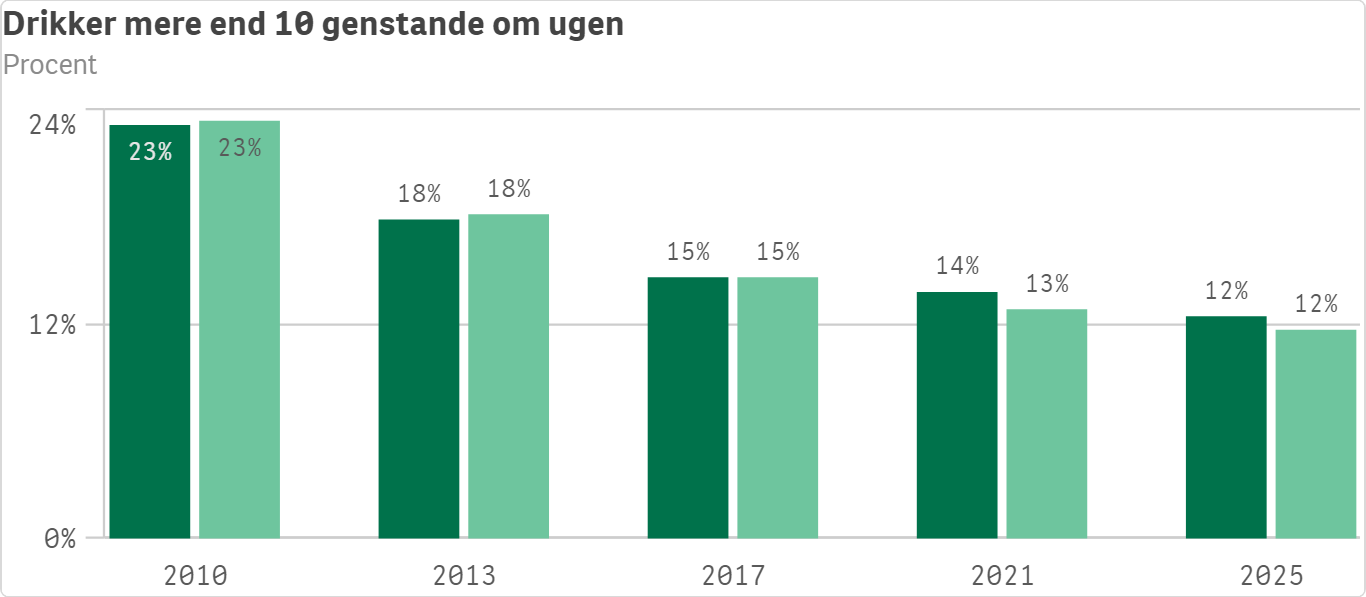 Drikker mere end 10 genstande om ugen
Procent
24%
23% 23%
18% 18%
15% 15%
14% 13%
12% 12%
12%
0%
2010 2013 2017 2021 2025